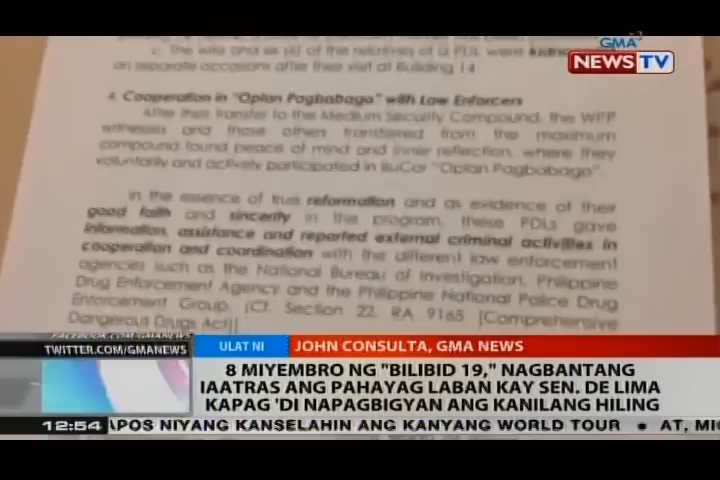 GMA
NEWS TV
c. The wife and ex of the relatives of a PDL were
on separate occasions after their visit at Building 14
4. Cooperation in "Oplan Pagbabago" with Law Enforcers
After their transfer to the Medium Security Compound, the WPP
witnesses and those others transferred from the maximum
compound found peace of mind and inner reflection, where they
voluntarily and actively participated in BuCor "Oplan Pagbabago".
In the essence of true reformation and as evidence of their
good faith and sincerity in the program, these PDLs gave
information, assistance and reported external criminal activities in
cooperation and coordination with the different law enforcement
agencies such as the National Bureau of Investigation, Philippine
Drug Enforcement Agency and the Philippine National Police Drug
Enforcement Group. (Cf. Section 22, RA 9165 [Comprehensive
Dangerous Drugs Act])
FACEBOOK.COM/GMANEWS
TWITTER.COM/GMANEWS
ULAT NI JOHN CONSULTA, GMA NEWS
8 MIYEMBRO NG "BILIBID 19," NAGBANTANG
IAATRAS ANG PAHAYAG LABAN KAY SEN. DE LIMA
KAPAG 'DI NAPAGBIGYAN ANG KANILANG HILING
12:54 APOS NIYANG KANSELAHIN ANG KANYANG WORLD TOUR • AT, MIC